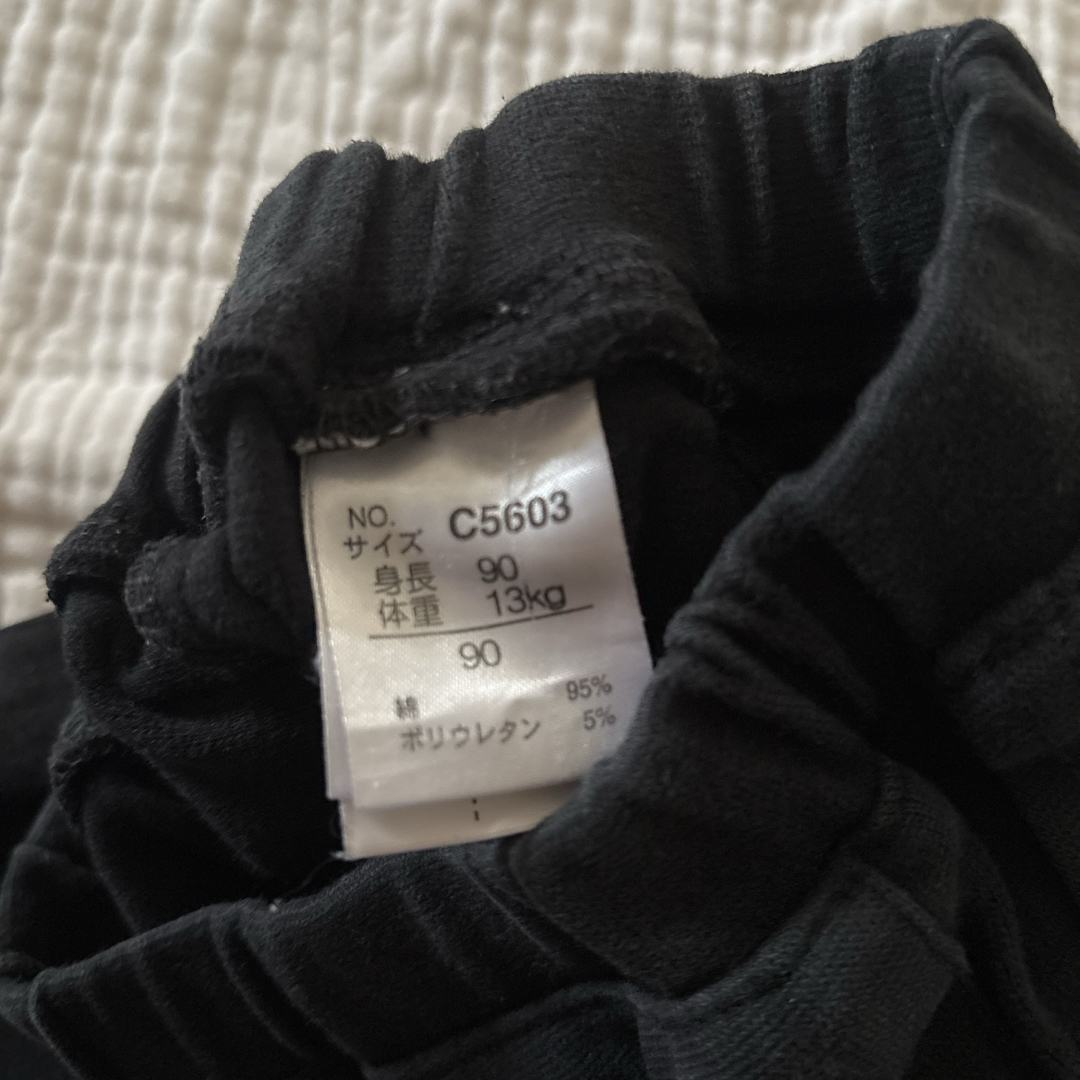 NO. C5603
サイズ
身長 90
体重 13kg
90
綿 95%
ポリウレタン 5%